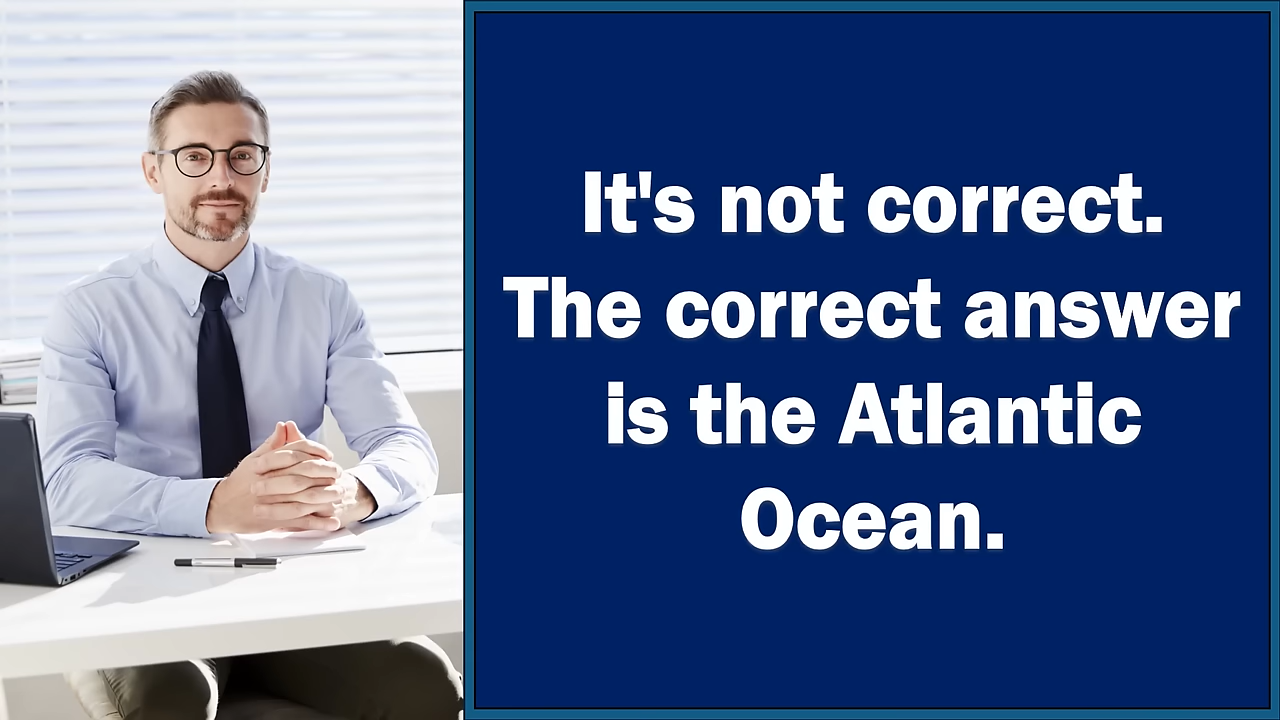 It's not correct.
The correct answer
is the Atlantic
Ocean.